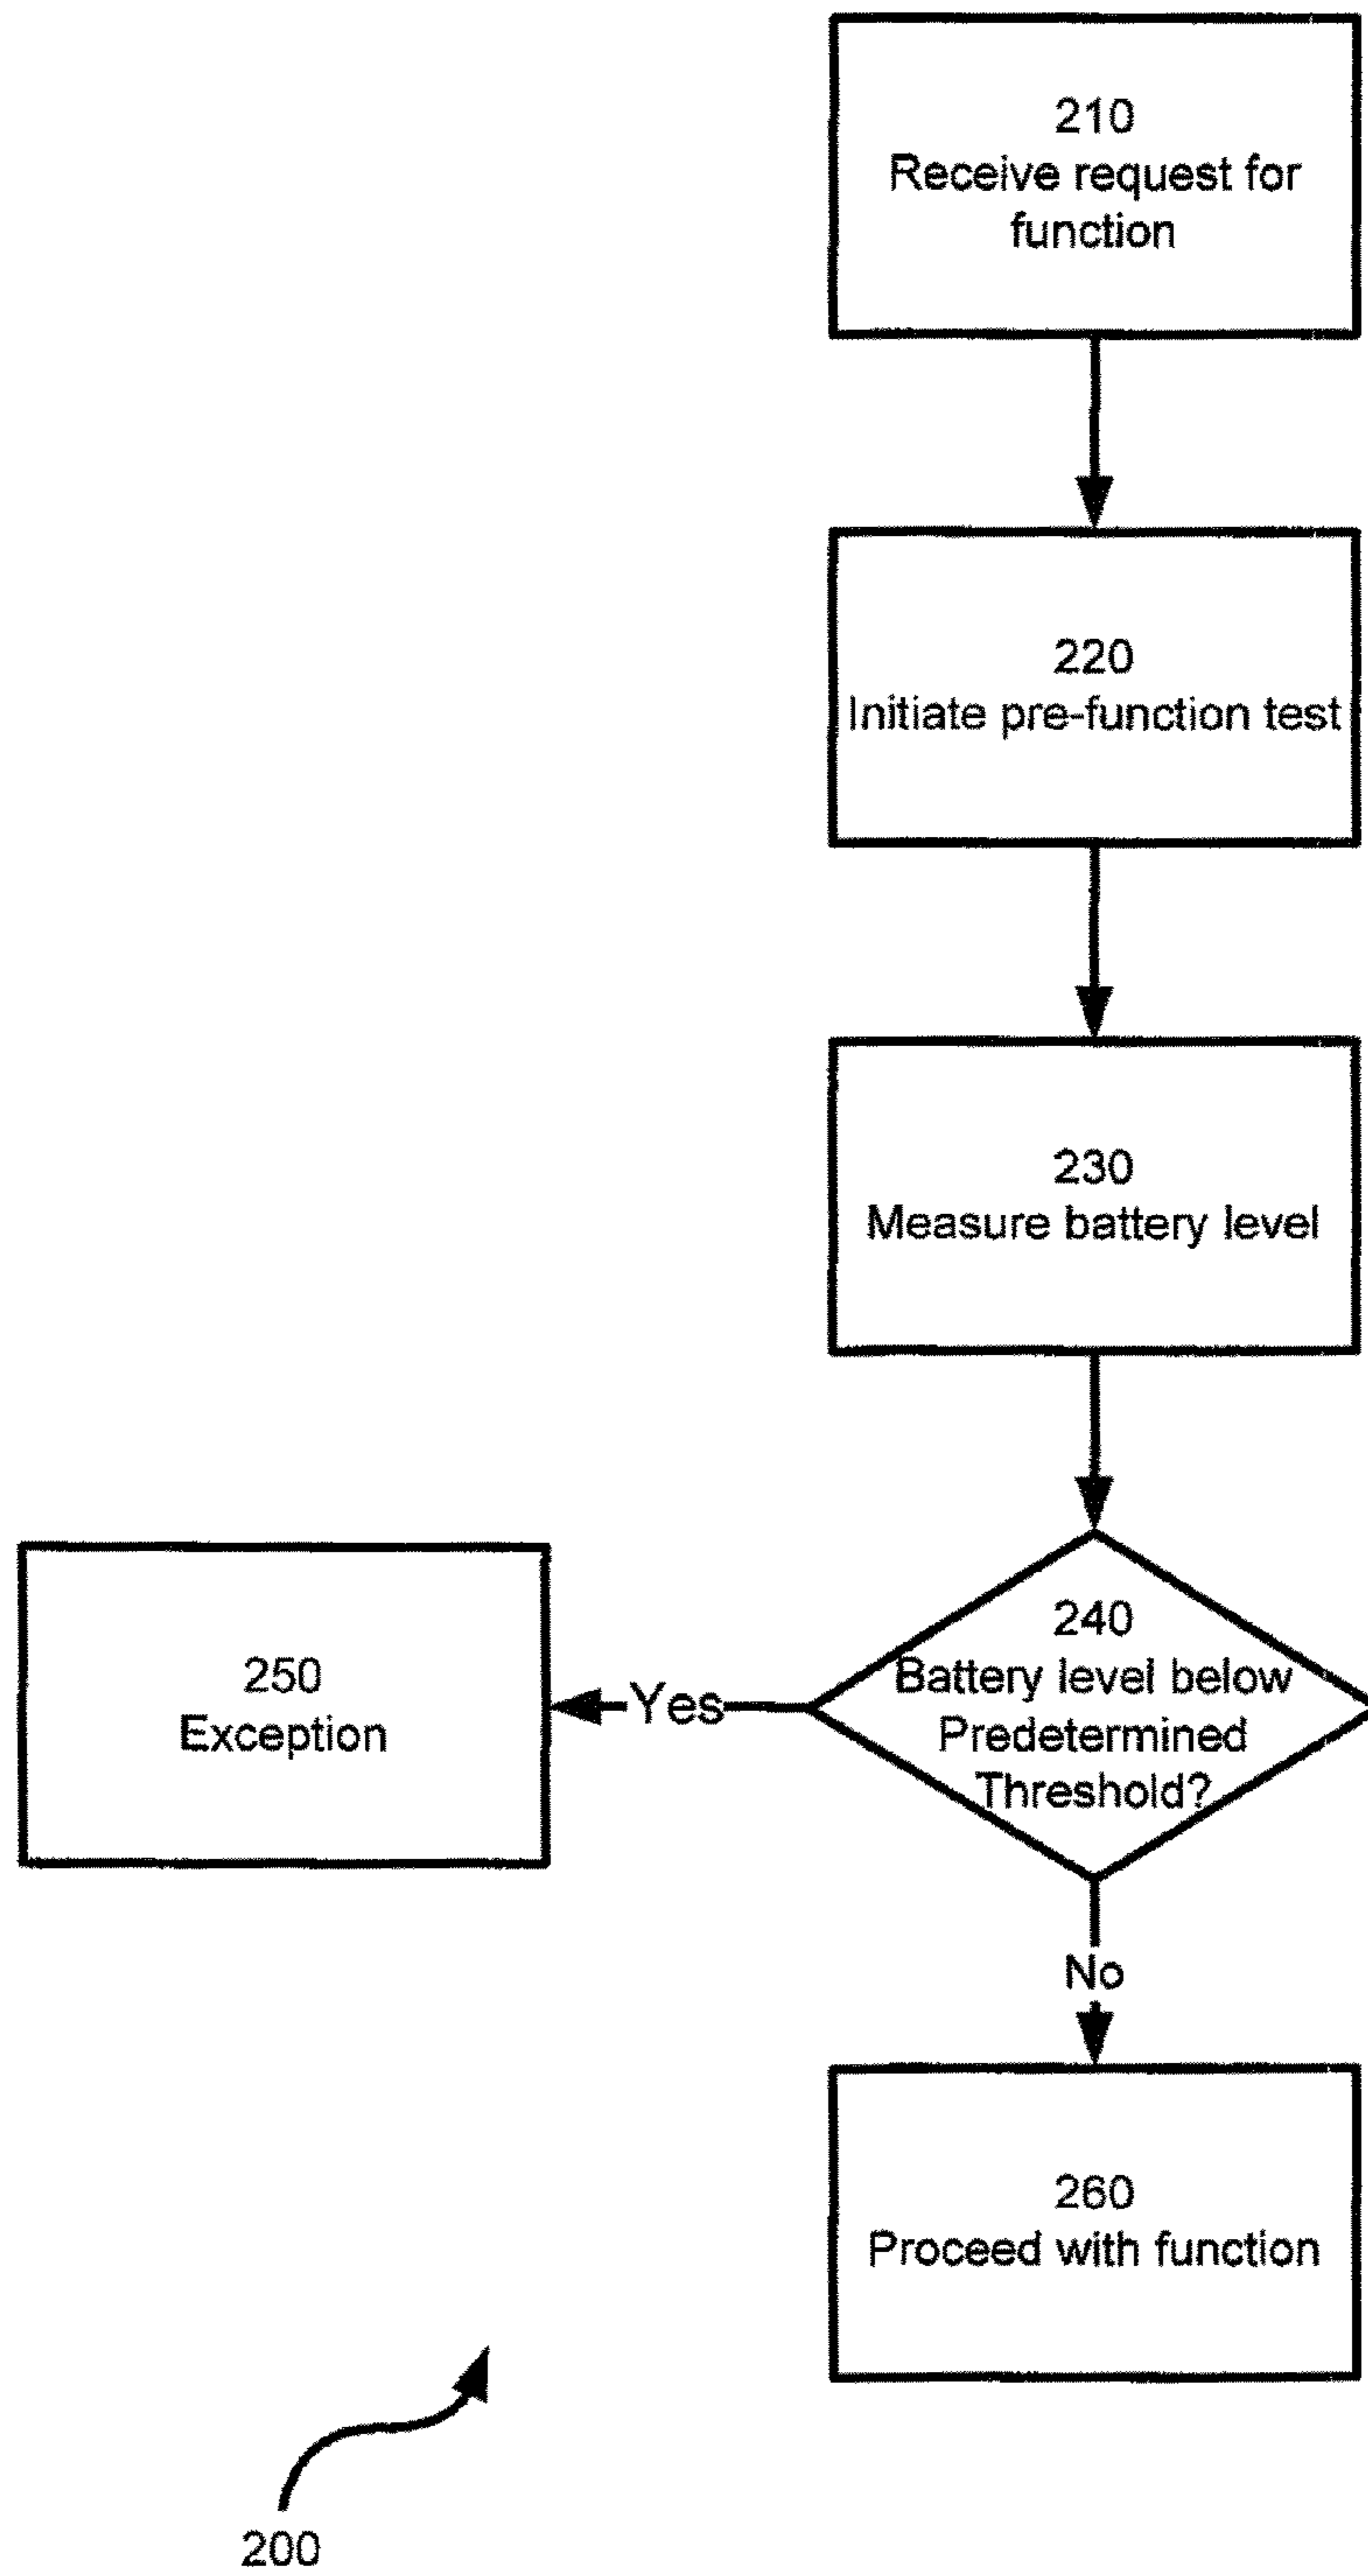 210
Receive request for
function
220
Initiate pre-function test
230
Measure battery level
240
Battery level below
Predetermined
Threshold?
Yes
250
Exception
No
260
Proceed with function
200